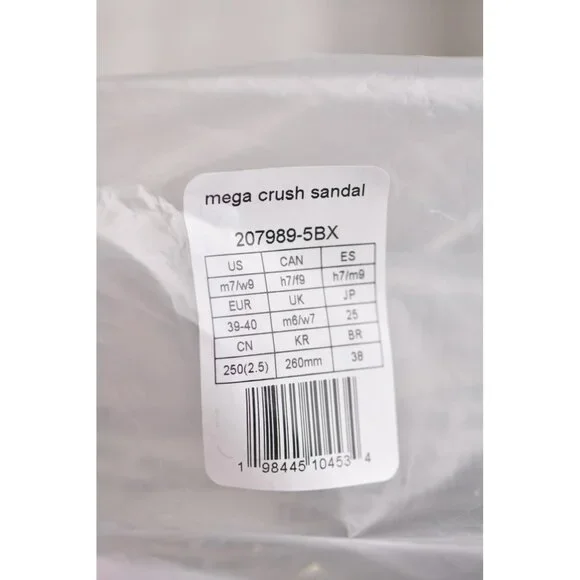 mega crush sandal
207989-5BX
US CAN ES
m7/w9 h7/f9 h7/m9
EUR UK JP
39-40 m6/w7 25
CN KR BR
250(2.5) 260mm 38
1 98445 10453 4